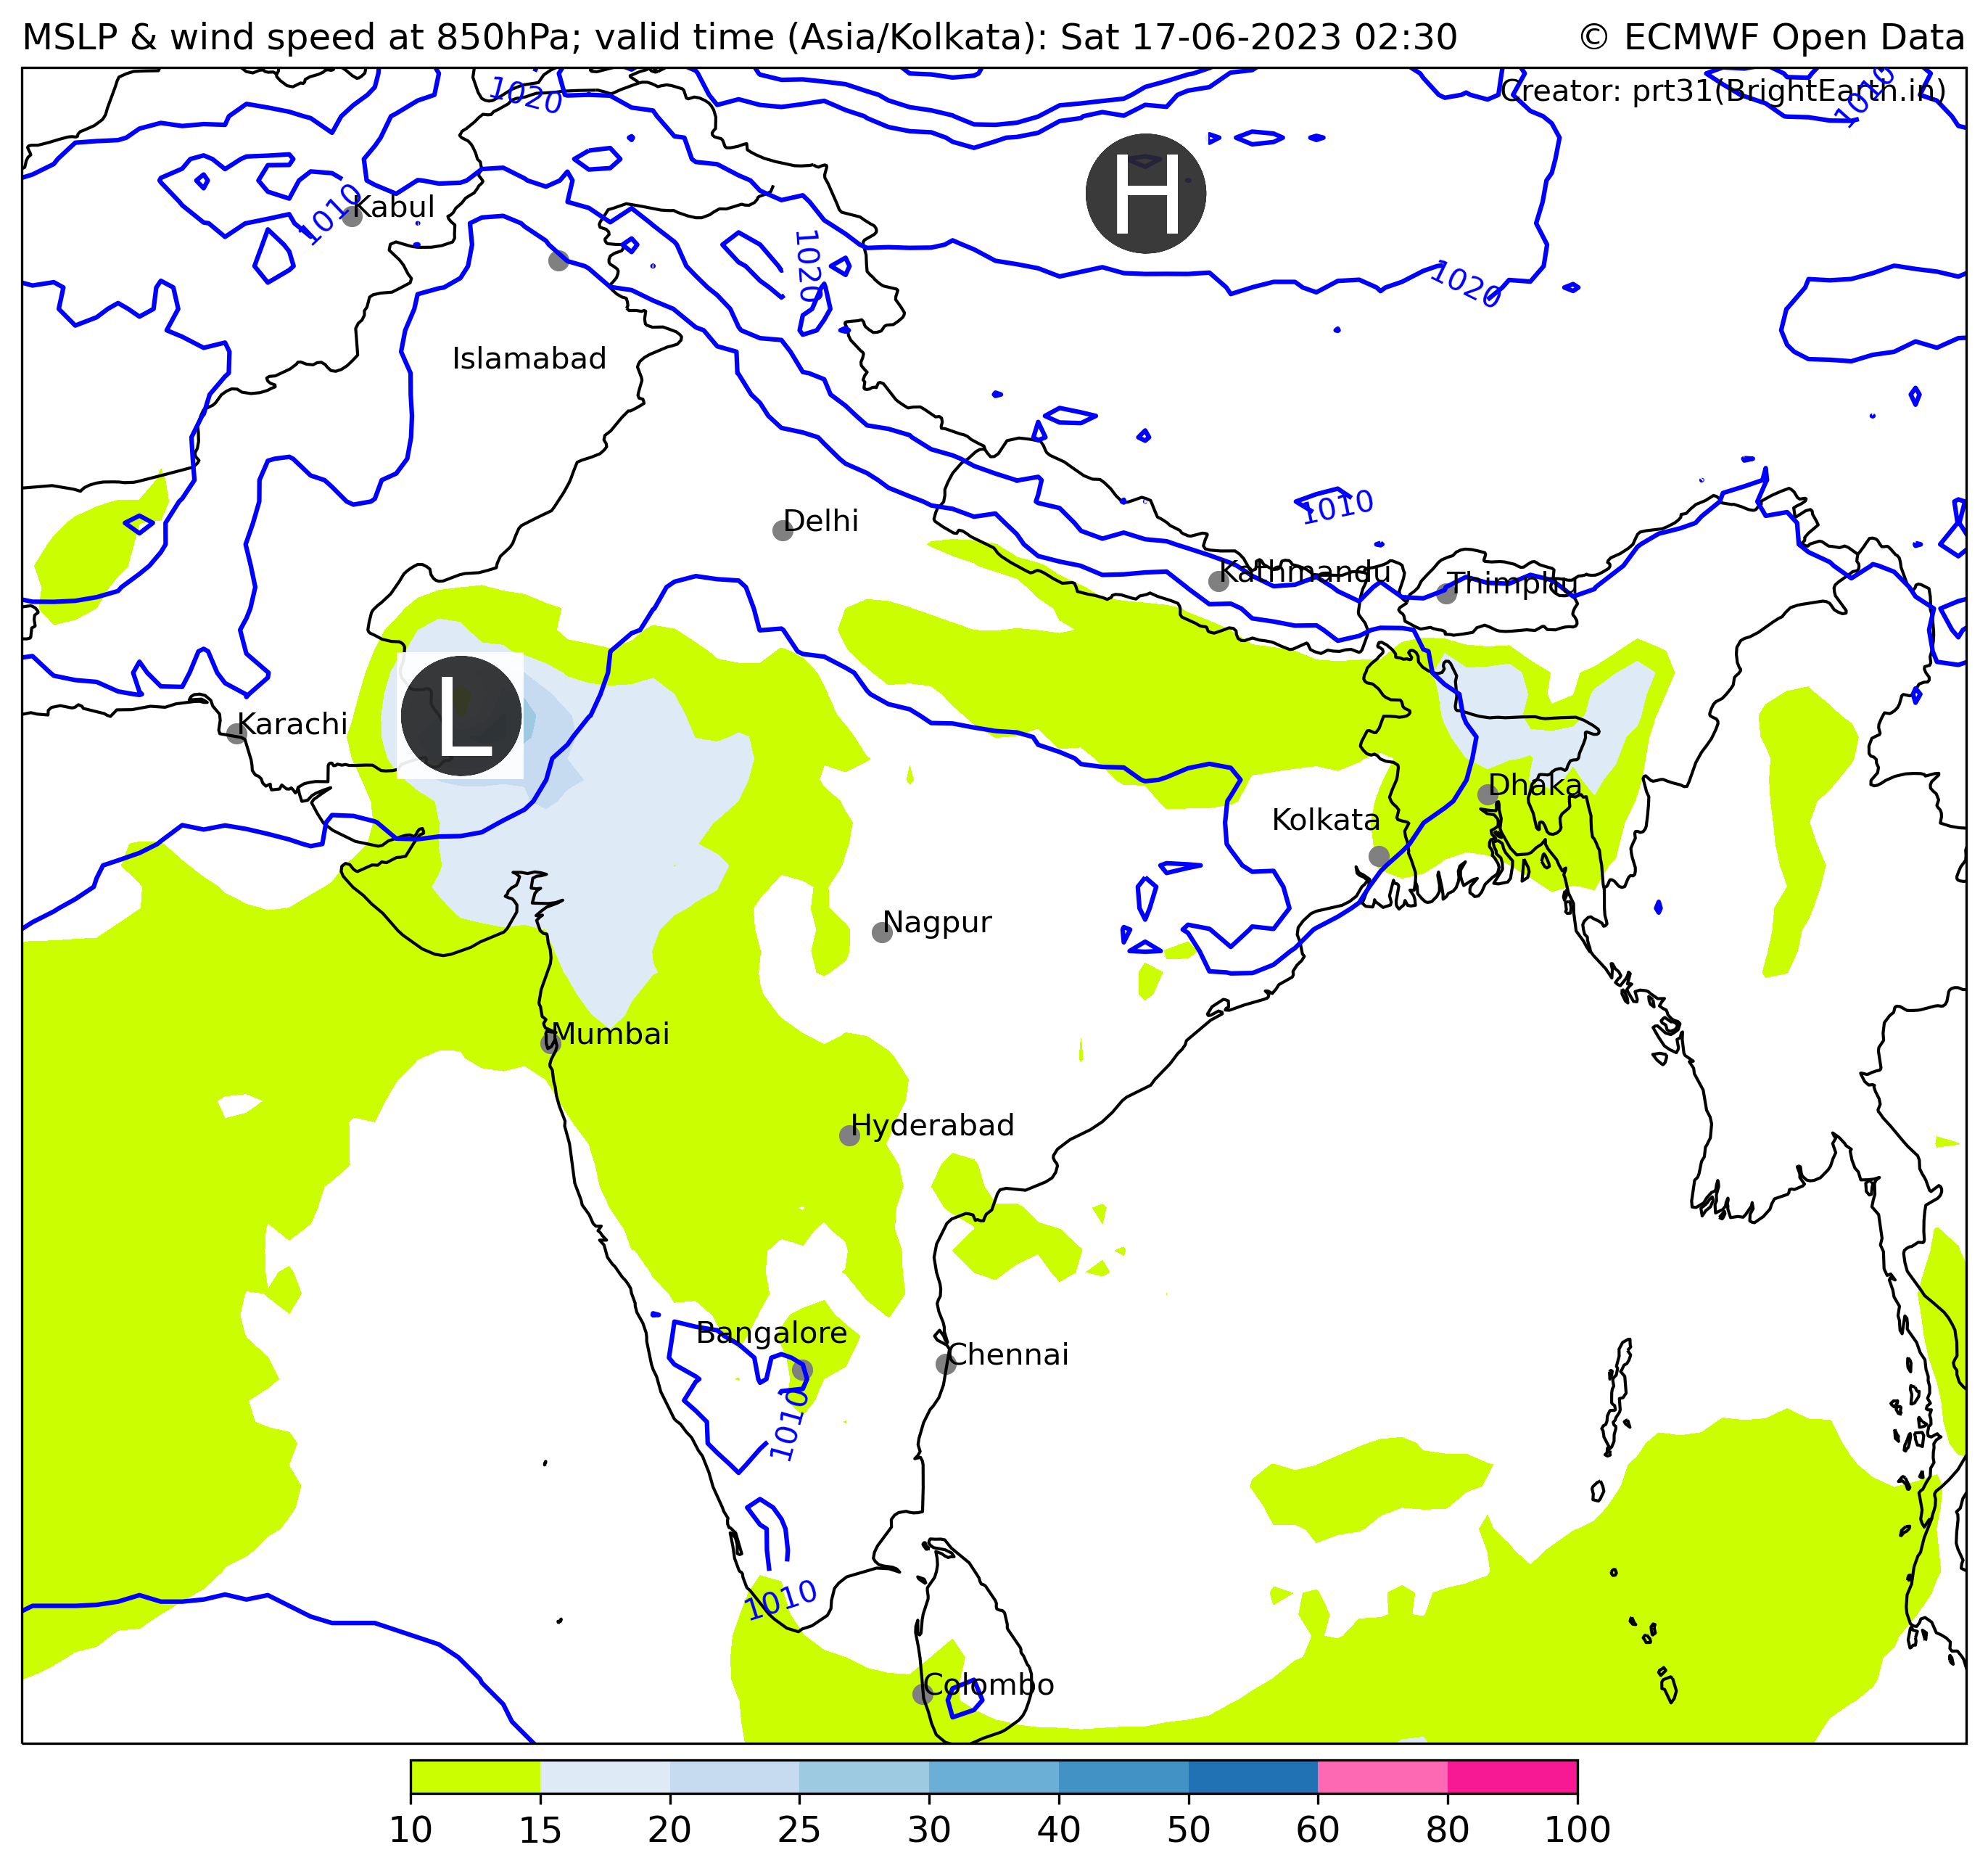 MSLP & wind speed at 850hPa; valid time (Asia/Kolkata): Sat 17-06-2023 02:30
© ECMWF Open Data
Creator: prt31(BrightEarth.in)
1020
1010
H
1010
Kabul
1020
1020
Islamabad
1010
Delhi
Kathmandu
Thimphu
L
Karachi
Dhaka
Kolkata
Nagpur
Mumbai
Hyderabad
Bangalore
Chennai
1010
1010
Colombo
10 15 20 25 30 40 50 60 80 100